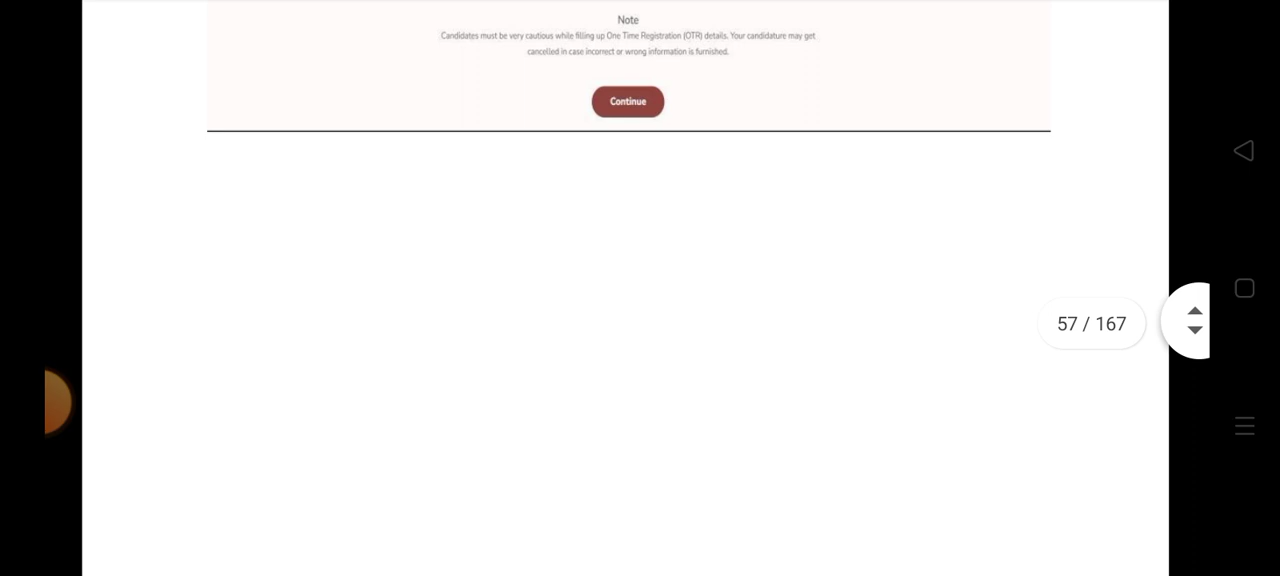 Note
Candidates must be very cautious while filling up One Time Registration (OTR) details. Your candidature may get
cancelled in case incorrect or wrong information is furnished.
Continue
57 / 167